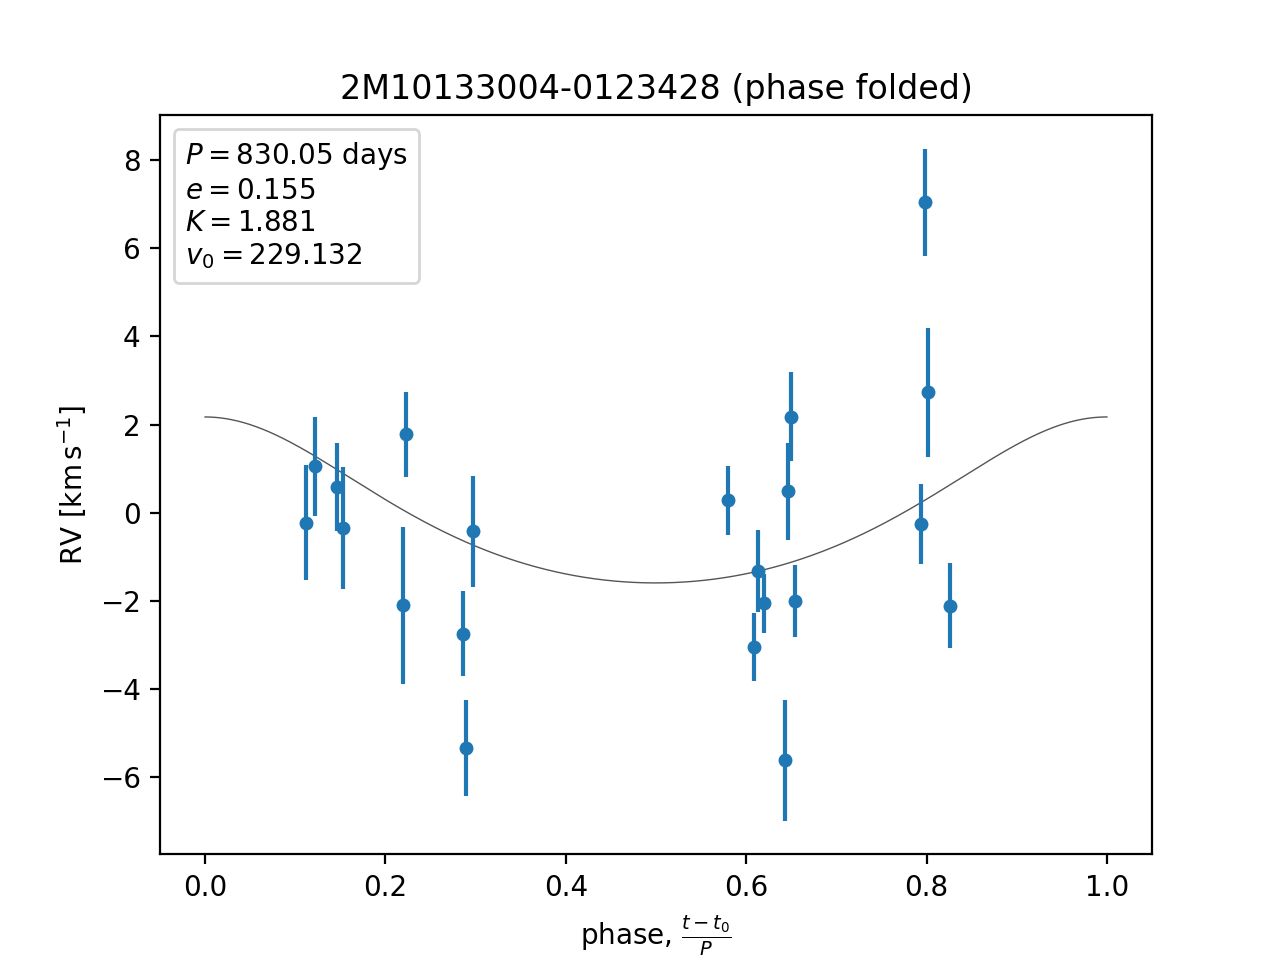 2M10133004-0123428 (phase folded)
P = 830.05 days
e = 0.155
K = 1.881
v₀ = 229.132
8
6
4
2
0
−2
−4
−6
RV [km s⁻¹]
0.0 0.2 0.4 0.6 0.8 1.0
phase, (t − t₀)/P